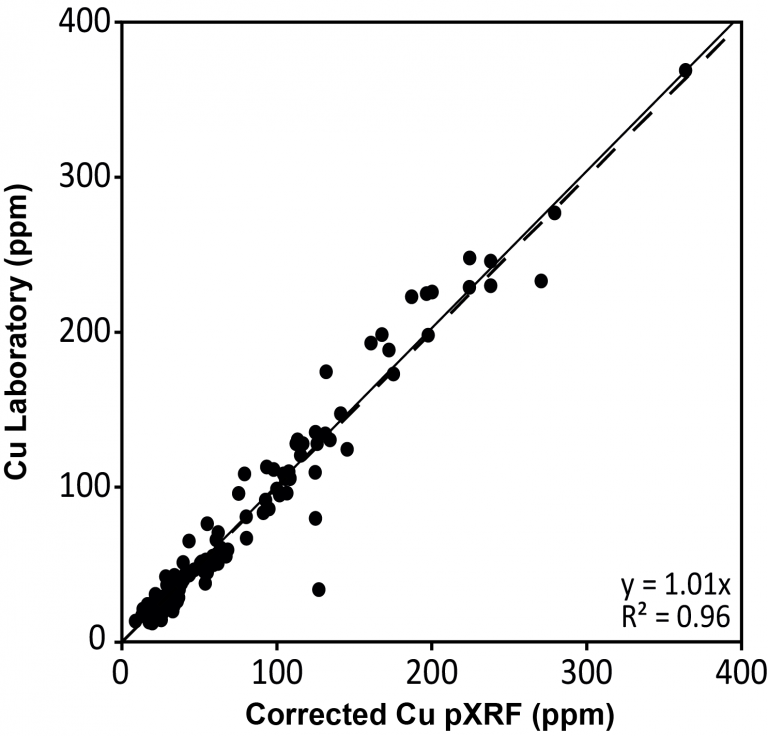 400
300
200
100
0
Cu Laboratory (ppm)
y = 1.01x
R² = 0.96
0 100 200 300 400
Corrected Cu pXRF (ppm)